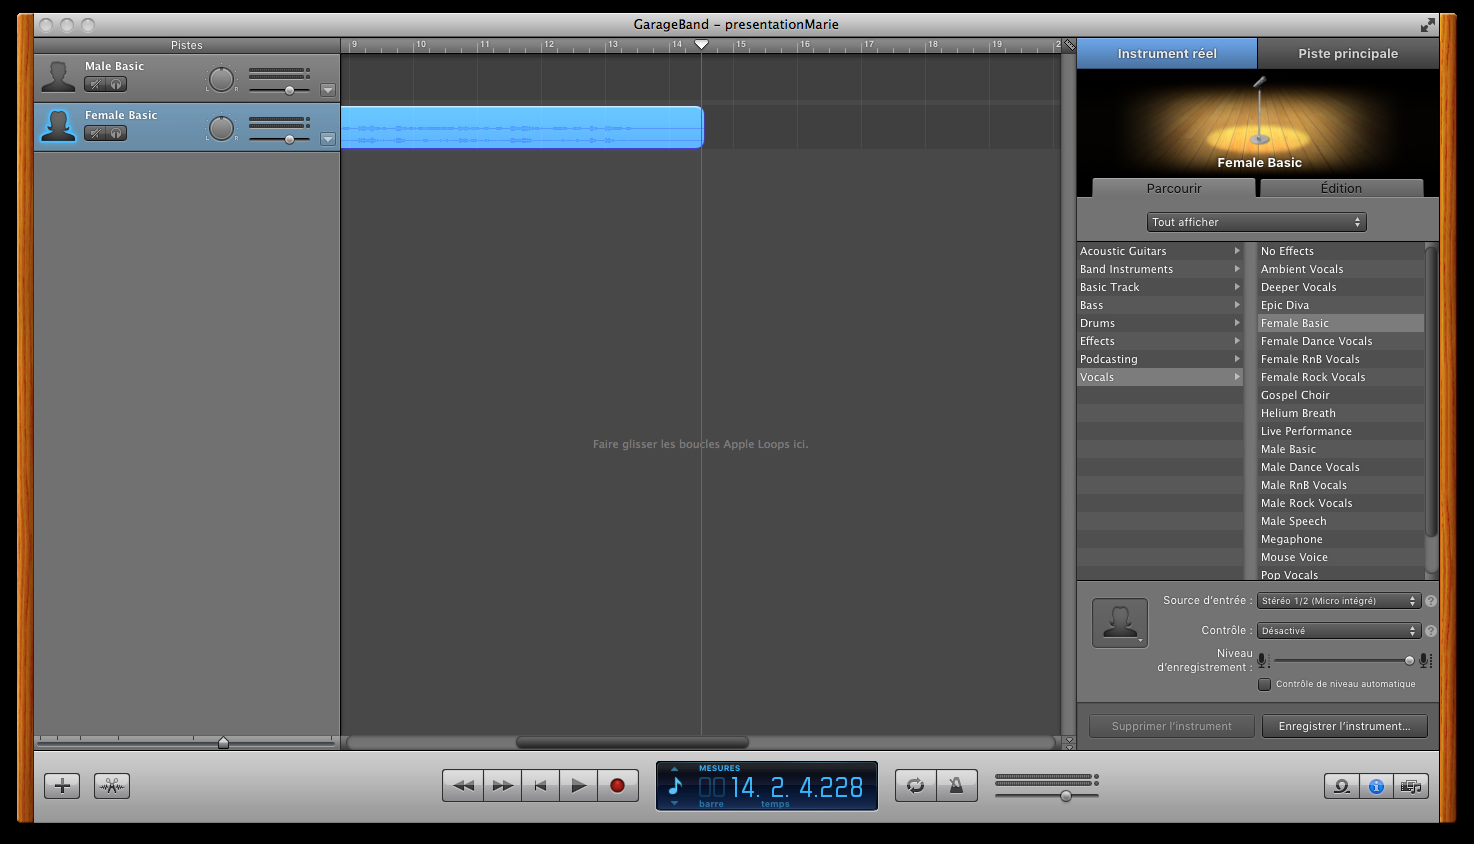 GarageBand – presentationMarie
Pistes
9 10 11 12 13 14 15 16 17 18 19 2
Instrument réel
Piste principale
Male Basic
L R
Female Basic
L R
Female Basic
Parcourir
Édition
Tout afficher
Acoustic Guitars
Band Instruments
Basic Track
Bass
Drums
Effects
Podcasting
Vocals
No Effects
Ambient Vocals
Deeper Vocals
Epic Diva
Female Basic
Female Dance Vocals
Female RnB Vocals
Female Rock Vocals
Gospel Choir
Helium Breath
Live Performance
Male Basic
Male Dance Vocals
Male RnB Vocals
Male Rock Vocals
Male Speech
Megaphone
Mouse Voice
Pop Vocals
Faire glisser les boucles Apple Loops ici.
Source d'entrée : Stéréo 1/2 (Micro intégré) ?
Contrôle : Désactivé ?
Niveau
d'enregistrement :
Contrôle de niveau automatique
Supprimer l'instrument
Enregistrer l'instrument...
MESURES
0014. 2. 4.228
barre temps